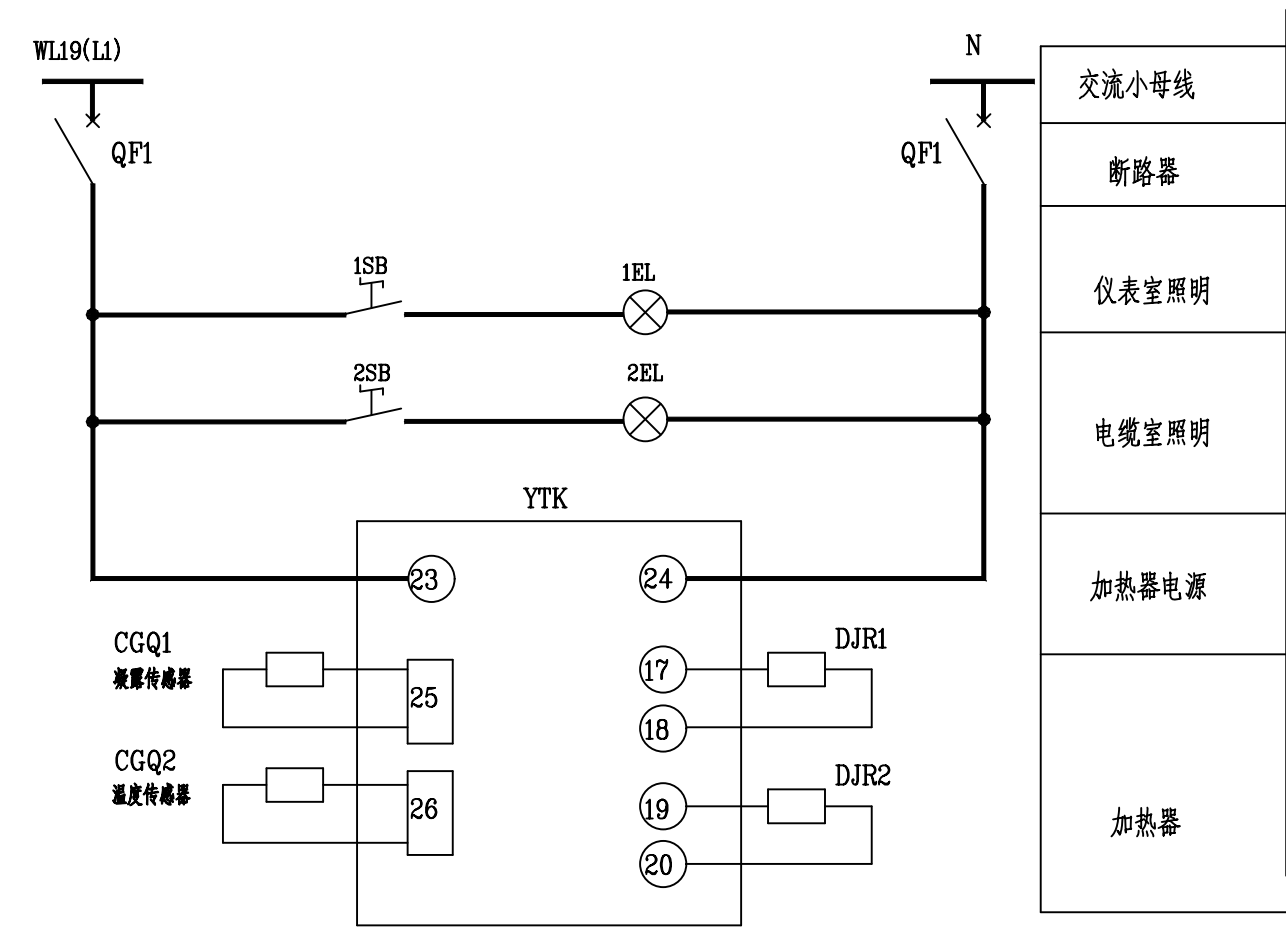 WL19(L1)
N
交流小母线
QF1
QF1
断路器
1SB
1EL
仪表室照明
2SB
2EL
电缆室照明
YTK
23
24
加热器电源
CGQ1
凝露传感器
25
17
18
DJR1
CGQ2
温度传感器
26
19
20
DJR2
加热器